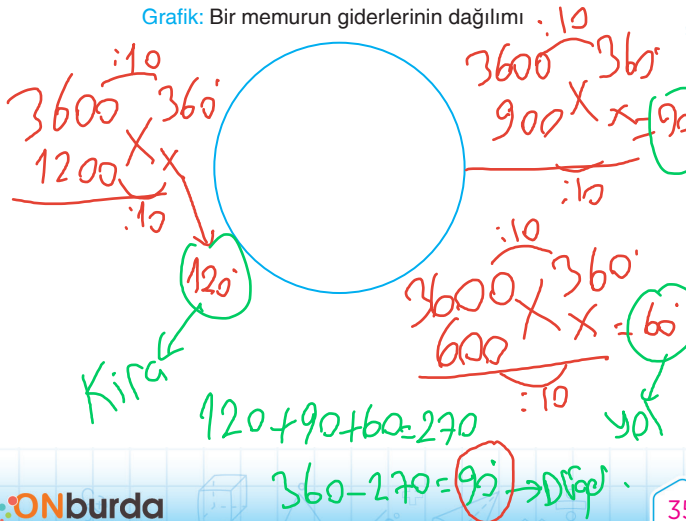 Grafik: Bir memurun giderlerinin dağılımı
:10
3600 360°
1200 x
:10
120°
Kira
:10
3600 360°
900 x=90
:10
:10
3600 360°
600 x = 60°
:10
yol
120+90+60=270
360-270=90° →Diğer.
ONburda
35